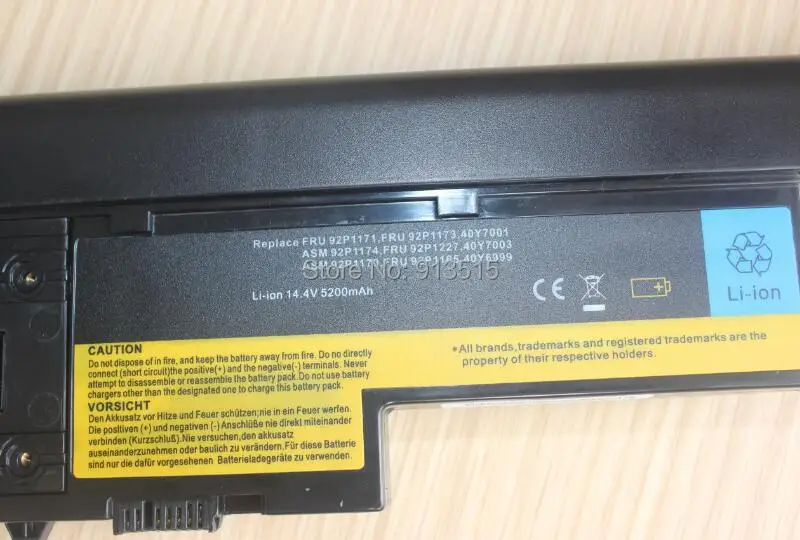 Replace FRU 92P1171,FRU 92P1173,40Y7001
ASM 92P1174,FRU 92P1227,40Y7003
ASM 92P1170,FRU 92P1165,40Y6999
Store No: 913515
Li-ion 14.4V 5200mAh
Li-ion
CAUTION
Do not dispose of in fire, and keep the battery away from fire. Do no directly
connect (short circuit)the positive(+) and the negative(-) terminals. Never
attempt to disassemble or reassemble the battery pack.Do not use battery
chargers other than the designated one to charge this battery pack.
VORSICHT
Den Akkusatz vor Hitze und Feuer schützen;nie in ein Feuer werfen.
Die positiven (+) und negativen (-) Anschlüße nie direkt miteinander
verbinden (Kurzschluß). Nie versuchen,den akkusatz
auseinanderzunehmen oder baulich zu verändern.Für diese Batterie
sind nur die dafür vorgesehenen Batterieladegeräte zu verwenden.
*All brands,trademarks and registered trademarks are the
property of their respective holders.